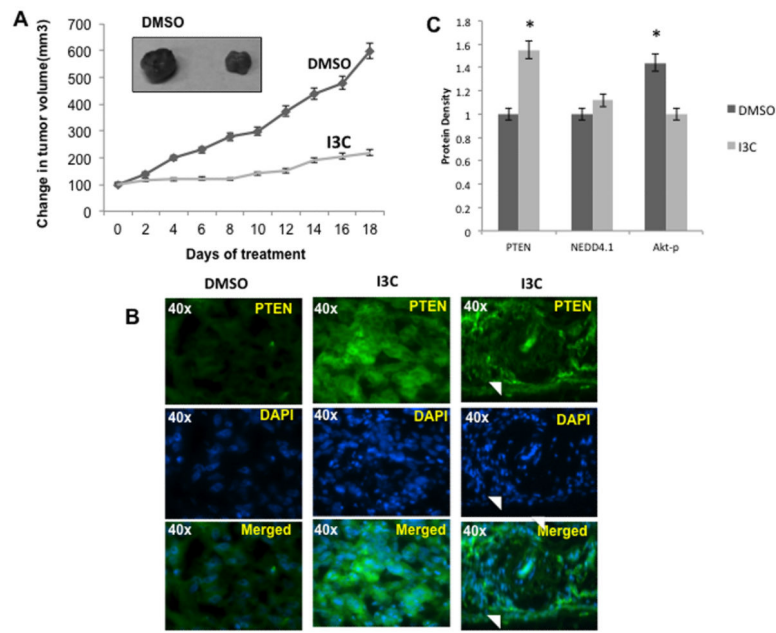 A
DMSO
Change in tumor volume(mm3)
700
600
500
400
300
200
100
0
DMSO
I3C
0 2 4 6 8 10 12 14 16 18
Days of treatment
C
Protein Density
1.8
1.6
1.4
1.2
1
0.8
0.6
0.4
0.2
0
*
*
PTEN NEDD4.1 Akt-p
DMSO
I3C
B
DMSO I3C I3C
40x PTEN 40x PTEN 40x PTEN
40x DAPI 40x DAPI 40x DAPI
40x Merged 40x Merged 40x Merged